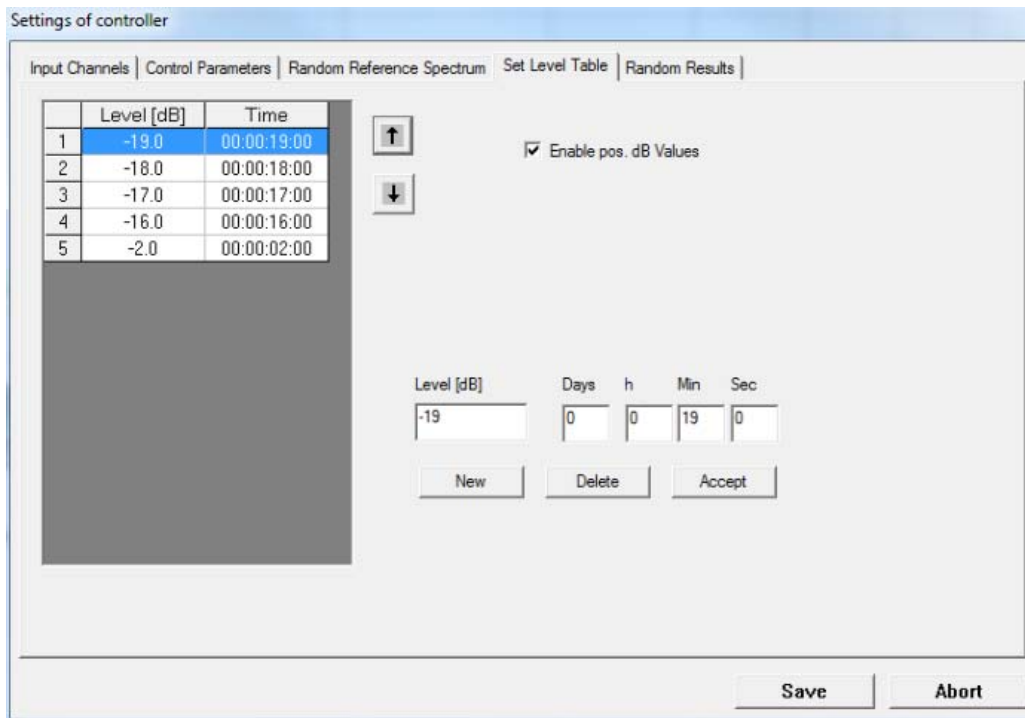 Settings of controller
Input Channels Control Parameters Random Reference Spectrum Set Level Table Random Results
Level [dB] Time
1 -19.0 00:00:19:00
2 -18.0 00:00:18:00
3 -17.0 00:00:17:00
4 -16.0 00:00:16:00
5 -2.0 00:00:02:00
Enable pos. dB Values
Level [dB] Days h Min Sec
-19 0 0 19 0
New Delete Accept
Save Abort